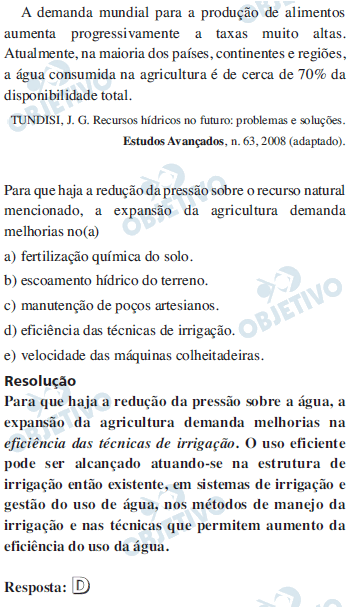 A demanda mundial para a produção de alimentos
aumenta progressivamente a taxas muito altas.
Atualmente, na maioria dos países, continentes e regiões,
a água consumida na agricultura é de cerca de 70% da
disponibilidade total.
TUNDISI, J. G. Recursos hídricos no futuro: problemas e soluções.
Estudos Avançados, n. 63, 2008 (adaptado).
Para que haja a redução da pressão sobre o recurso natural
mencionado, a expansão da agricultura demanda
melhorias no(a)
a) fertilização química do solo.
b) escoamento hídrico do terreno.
c) manutenção de poços artesianos.
d) eficiência das técnicas de irrigação.
e) velocidade das máquinas colheitadeiras.
Resolução
Para que haja a redução da pressão sobre a água, a
expansão da agricultura demanda melhorias na
eficiência das técnicas de irrigação. O uso eficiente
pode ser alcançado atuando-se na estrutura de
irrigação então existente, em sistemas de irrigação e
gestão do uso de água, nos métodos de manejo da
irrigação e nas técnicas que permitem aumento da
eficiência do uso da água.
Resposta: D
OBJETIVO
OBJETIVO
OBJETIVO
OBJETIVO
OBJETIVO